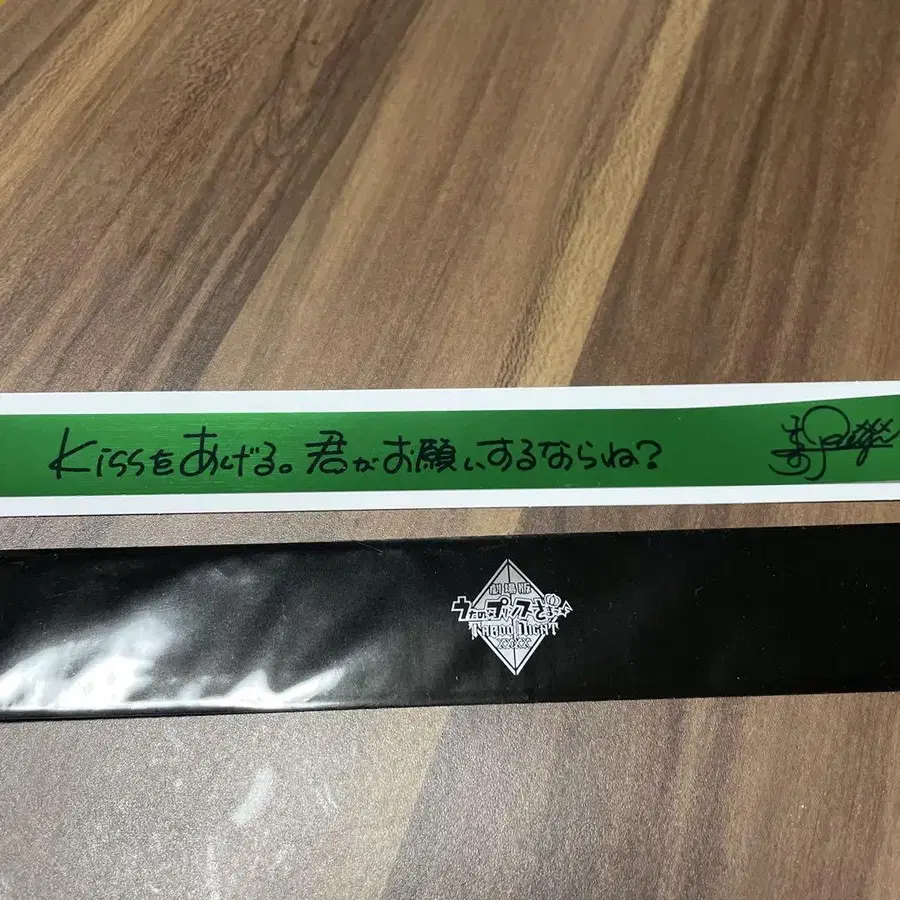 Kissをあげる。君がお願いするならね?
劇場版
うたの☆プリンスさまっ♪
TABOO NIGHT
XXXX